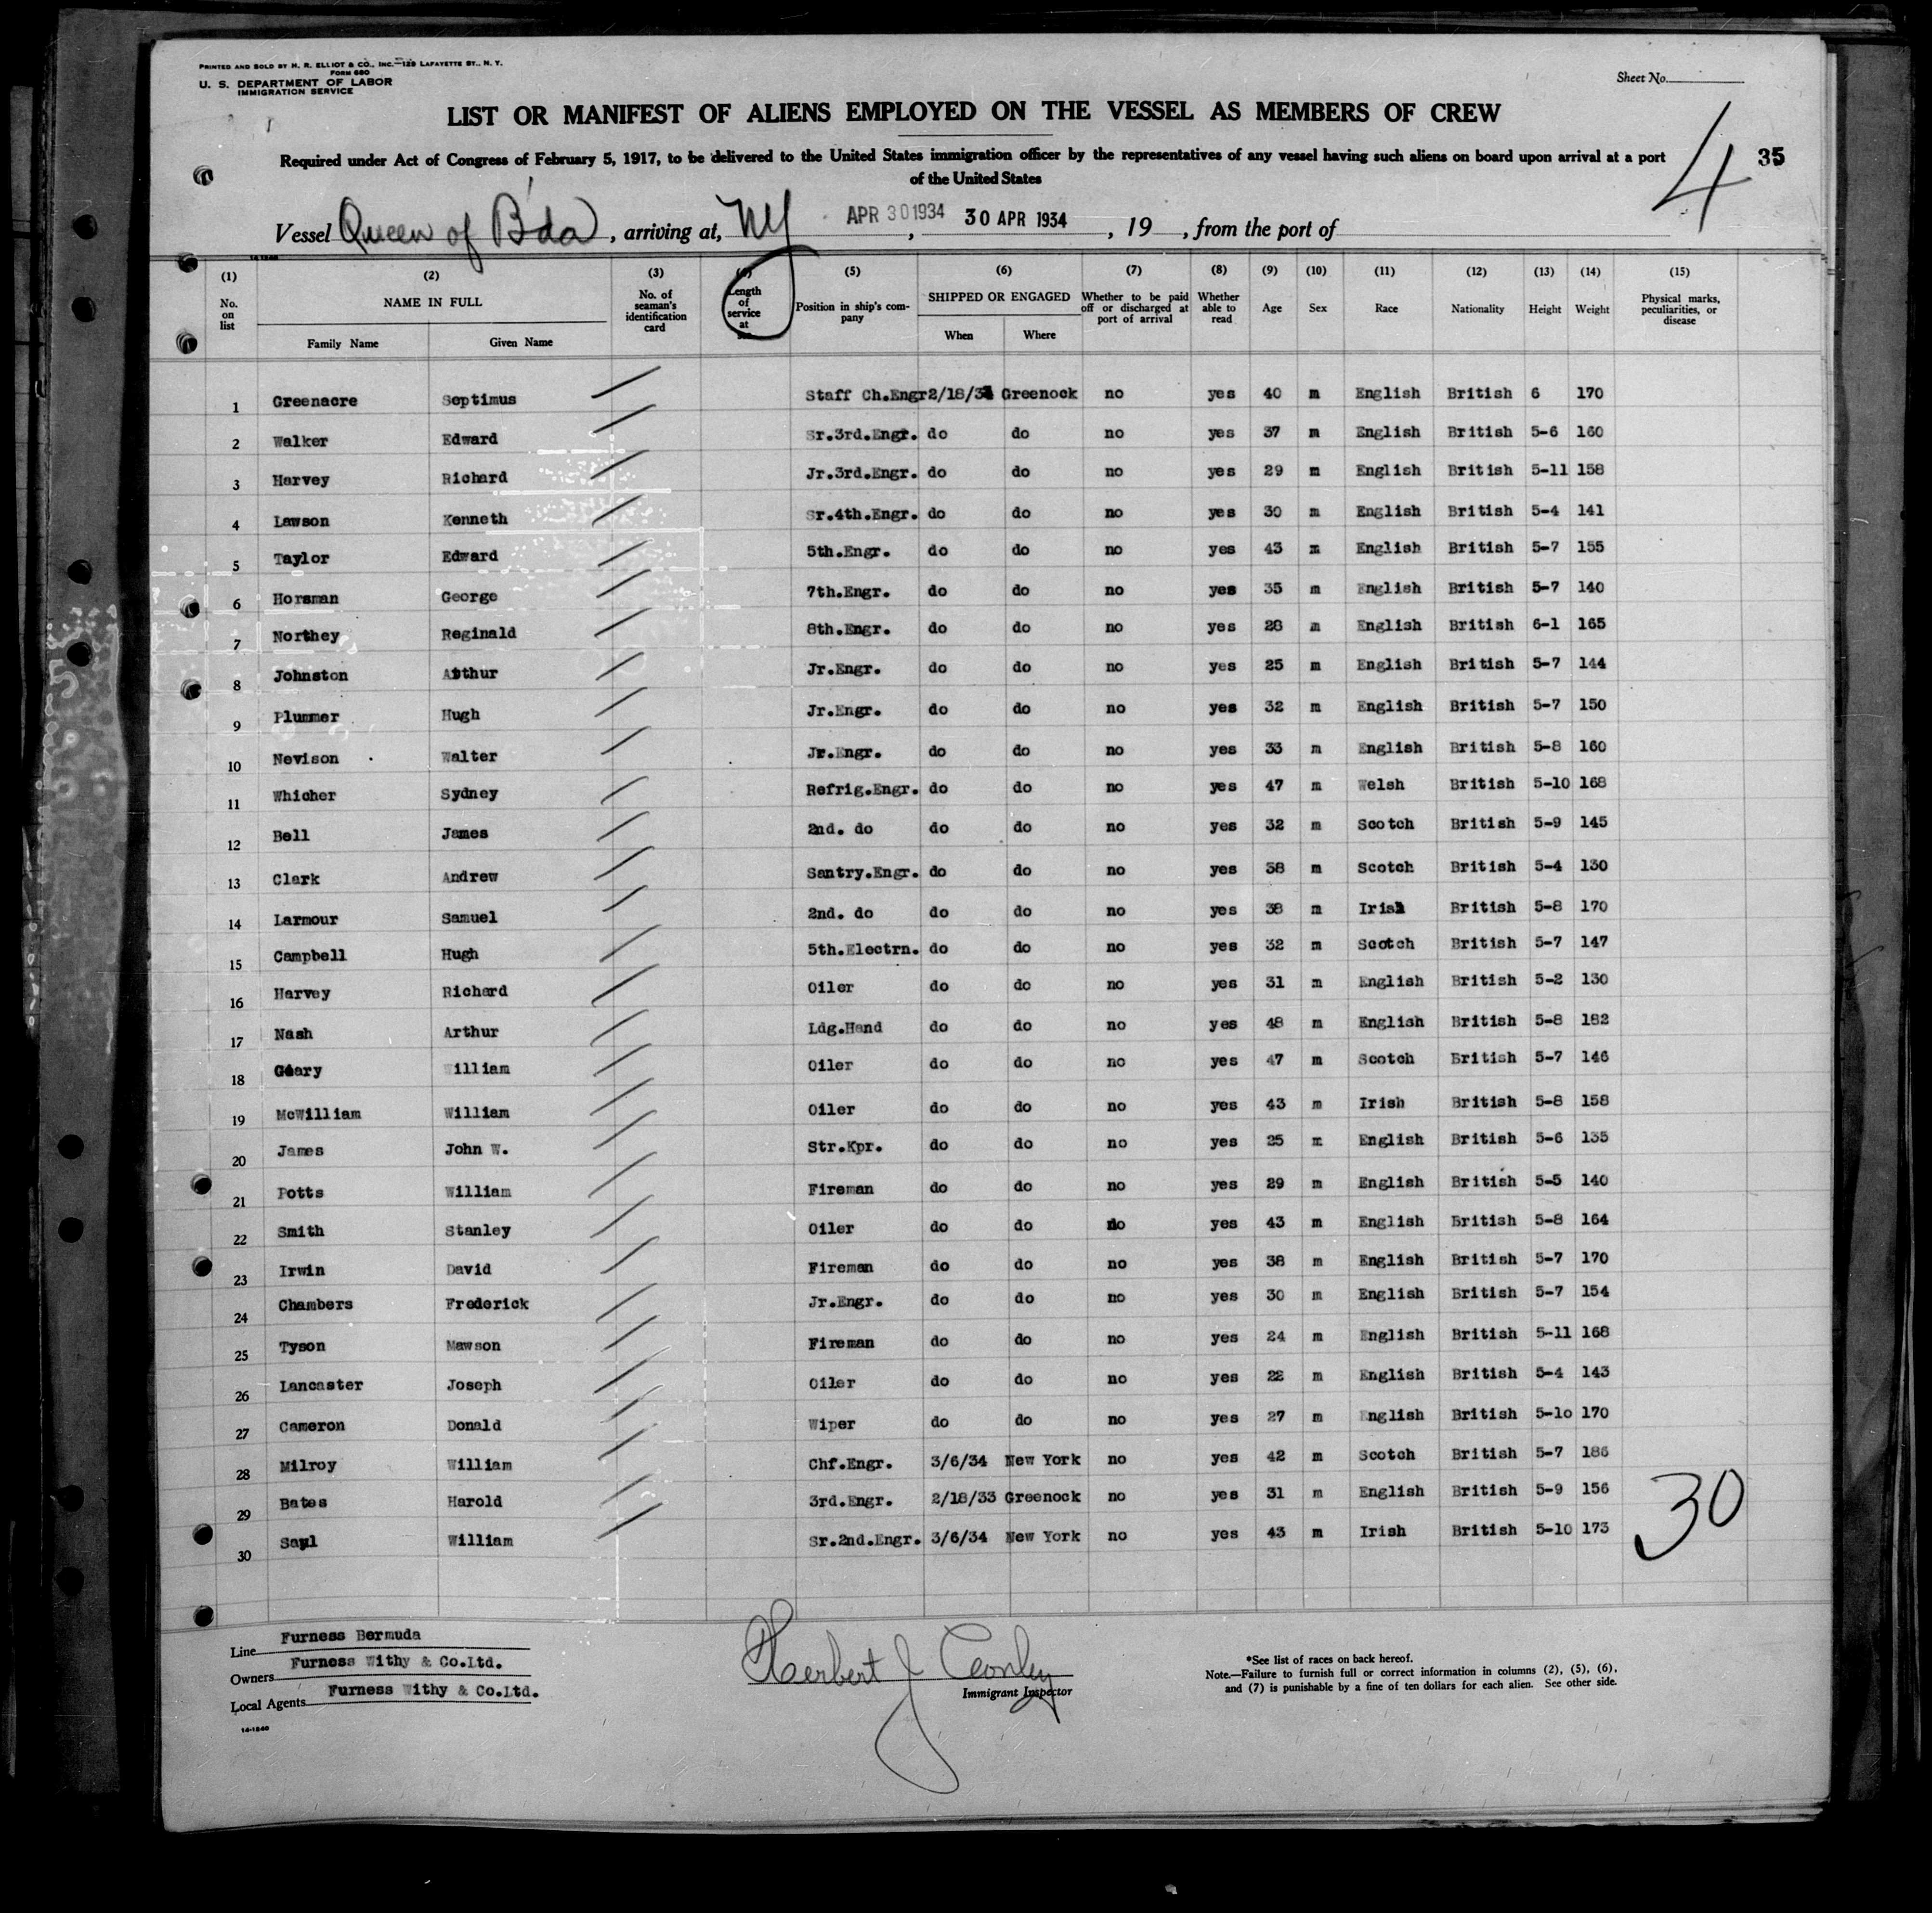 PRINTED AND SOLD BY H. R. ELLIOT & CO., INC.—129 LAFAYETTE ST., N. Y.
FORM 680
U. S. DEPARTMENT OF LABOR
IMMIGRATION SERVICE
Sheet No.
LIST OR MANIFEST OF ALIENS EMPLOYED ON THE VESSEL AS MEMBERS OF CREW
Required under Act of Congress of February 5, 1917, to be delivered to the United States immigration officer by the representatives of any vessel having such aliens on board upon arrival at a port
of the United States
4 35
Vessel Queen of B'da, arriving at, NY APR 30 1934, 30 APR 1934, 19 , from the port of
14-1240
(1) No. on list (2) NAME IN FULL Family Name Given Name (3) No. of seaman's identification card (4) Length of service at (5) Position in ship's company (6) SHIPPED OR ENGAGED When Where (7) Whether to be paid off or discharged at port of arrival (8) Whether able to read (9) Age (10) Sex (11) Race (12) Nationality (13) Height (14) Weight (15) Physical marks, peculiarities, or disease
1 Greenacre Septimus Staff Ch.Engr 2/18/33 Greenock no yes 40 m English British 6 170
2 Walker Edward Sr.3rd.Engr. do do no yes 37 m English British 5-6 160
3 Harvey Richard Jr.3rd.Engr. do do no yes 29 m English British 5-11 158
4 Lawson Kenneth Sr.4th.Engr. do do no yes 30 m English British 5-4 141
5 Taylor Edward 5th.Engr. do do no yes 43 m English British 5-7 155
6 Horsman George 7th.Engr. do do no yes 35 m English British 5-7 140
7 Northey Reginald 8th.Engr. do do no yes 28 m English British 6-1 165
8 Johnston Arthur Jr.Engr. do do no yes 25 m English British 5-7 144
9 Plummer Hugh Jr.Engr. do do no yes 32 m English British 5-7 150
10 Nevison Walter Jr.Engr. do do no yes 33 m English British 5-8 160
11 Whicher Sydney Refrig.Engr. do do no yes 47 m Welsh British 5-10 168
12 Bell James 2nd. do do do no yes 32 m Scotch British 5-9 145
13 Clark Andrew Santry.Engr. do do no yes 38 m Scotch British 5-4 130
14 Larmour Samuel 2nd. do do do no yes 38 m Irish British 5-8 170
15 Campbell Hugh 5th.Electrn. do do no yes 32 m Scotch British 5-7 147
16 Harvey Richard Oiler do do no yes 31 m English British 5-2 130
17 Nash Arthur Ldg.Hand do do no yes 48 m English British 5-8 182
18 Geary William Oiler do do no yes 47 m Scotch British 5-7 146
19 McWilliam William Oiler do do no yes 43 m Irish British 5-8 158
20 James John W. Str.Kpr. do do no yes 25 m English British 5-6 135
21 Potts William Fireman do do no yes 29 m English British 5-5 140
22 Smith Stanley Oiler do do no yes 43 m English British 5-8 164
23 Irwin David Fireman do do no yes 38 m English British 5-7 170
24 Chambers Frederick Jr.Engr. do do no yes 30 m English British 5-7 154
25 Tyson Mawson Fireman do do no yes 24 m English British 5-11 168
26 Lancaster Joseph Oiler do do no yes 22 m English British 5-4 143
27 Cameron Donald Wiper do do no yes 27 m English British 5-10 170
28 Milroy William Chf.Engr. 3/6/34 New York no yes 42 m Scotch British 5-7 186
29 Bates Harold 3rd.Engr. 2/18/33 Greenock no yes 31 m English British 5-9 156
30 Saul William Sr.2nd.Engr. 3/6/34 New York no yes 43 m Irish British 5-10 173
30
Line Furness Bermuda
Owners Furness Withy & Co.Ltd.
Local Agents Furness Withy & Co.Ltd.
14-1240
Herbert J Conley
Immigrant Inspector
*See list of races on back hereof.
Note.—Failure to furnish full or correct information in columns (2), (5), (6),
and (7) is punishable by a fine of ten dollars for each alien. See other side.